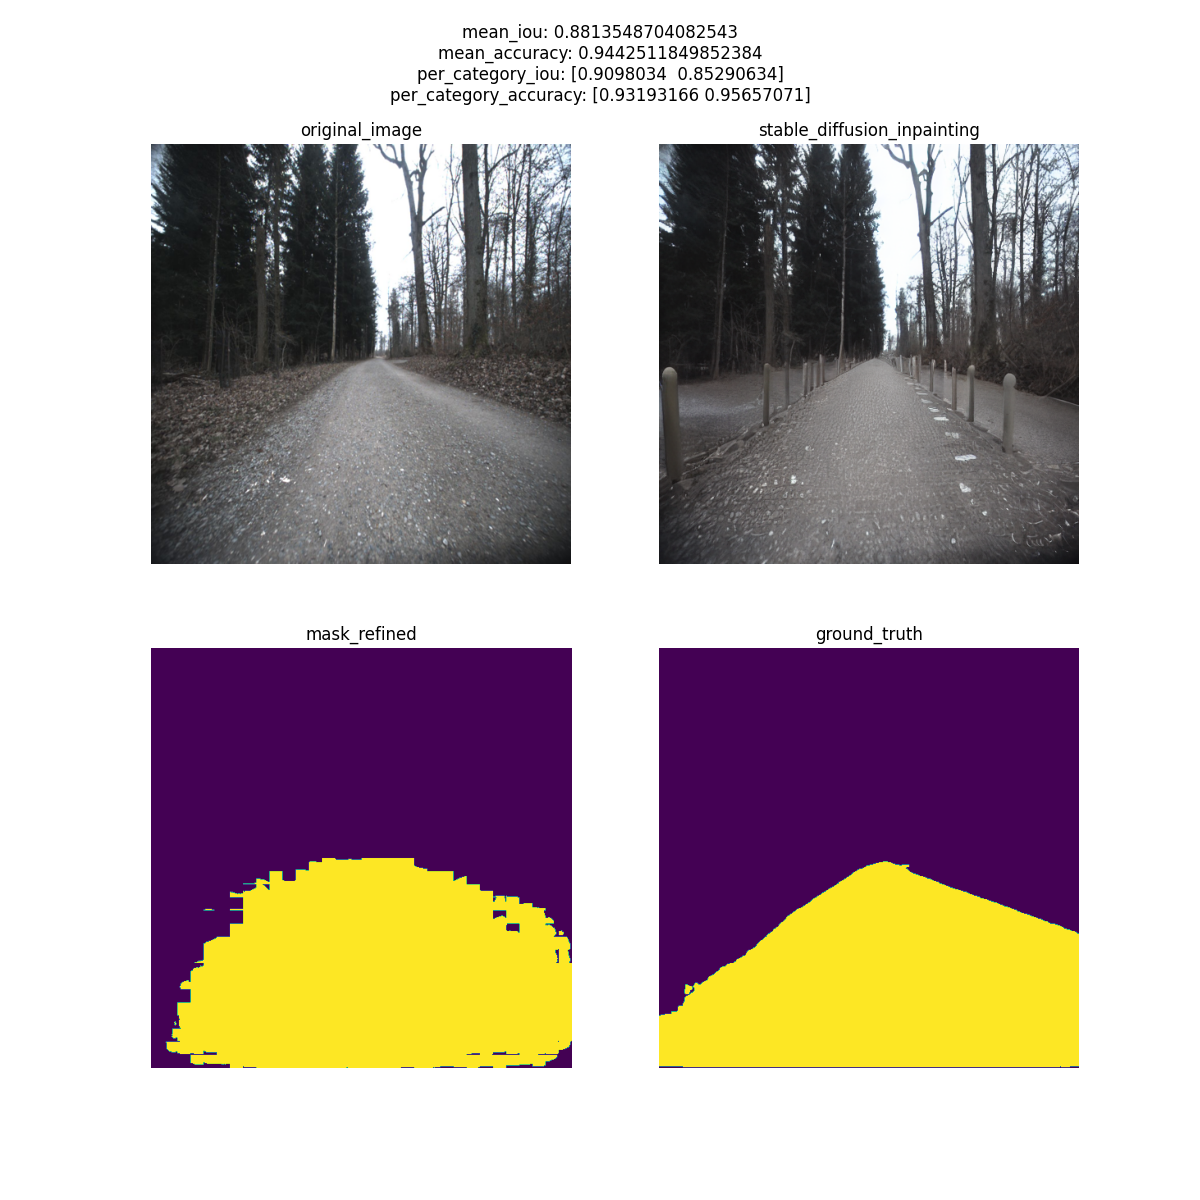 mean_iou: 0.8813548704082543
mean_accuracy: 0.9442511849852384
per_category_iou: [0.9098034  0.85290634]
per_category_accuracy: [0.93193166 0.95657071]
original_image
stable_diffusion_inpainting
mask_refined
ground_truth